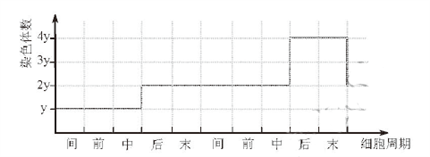 染色体数
4y
3y
2y
y
间 前 中 后 末 间 前 中 后 末 细胞周期